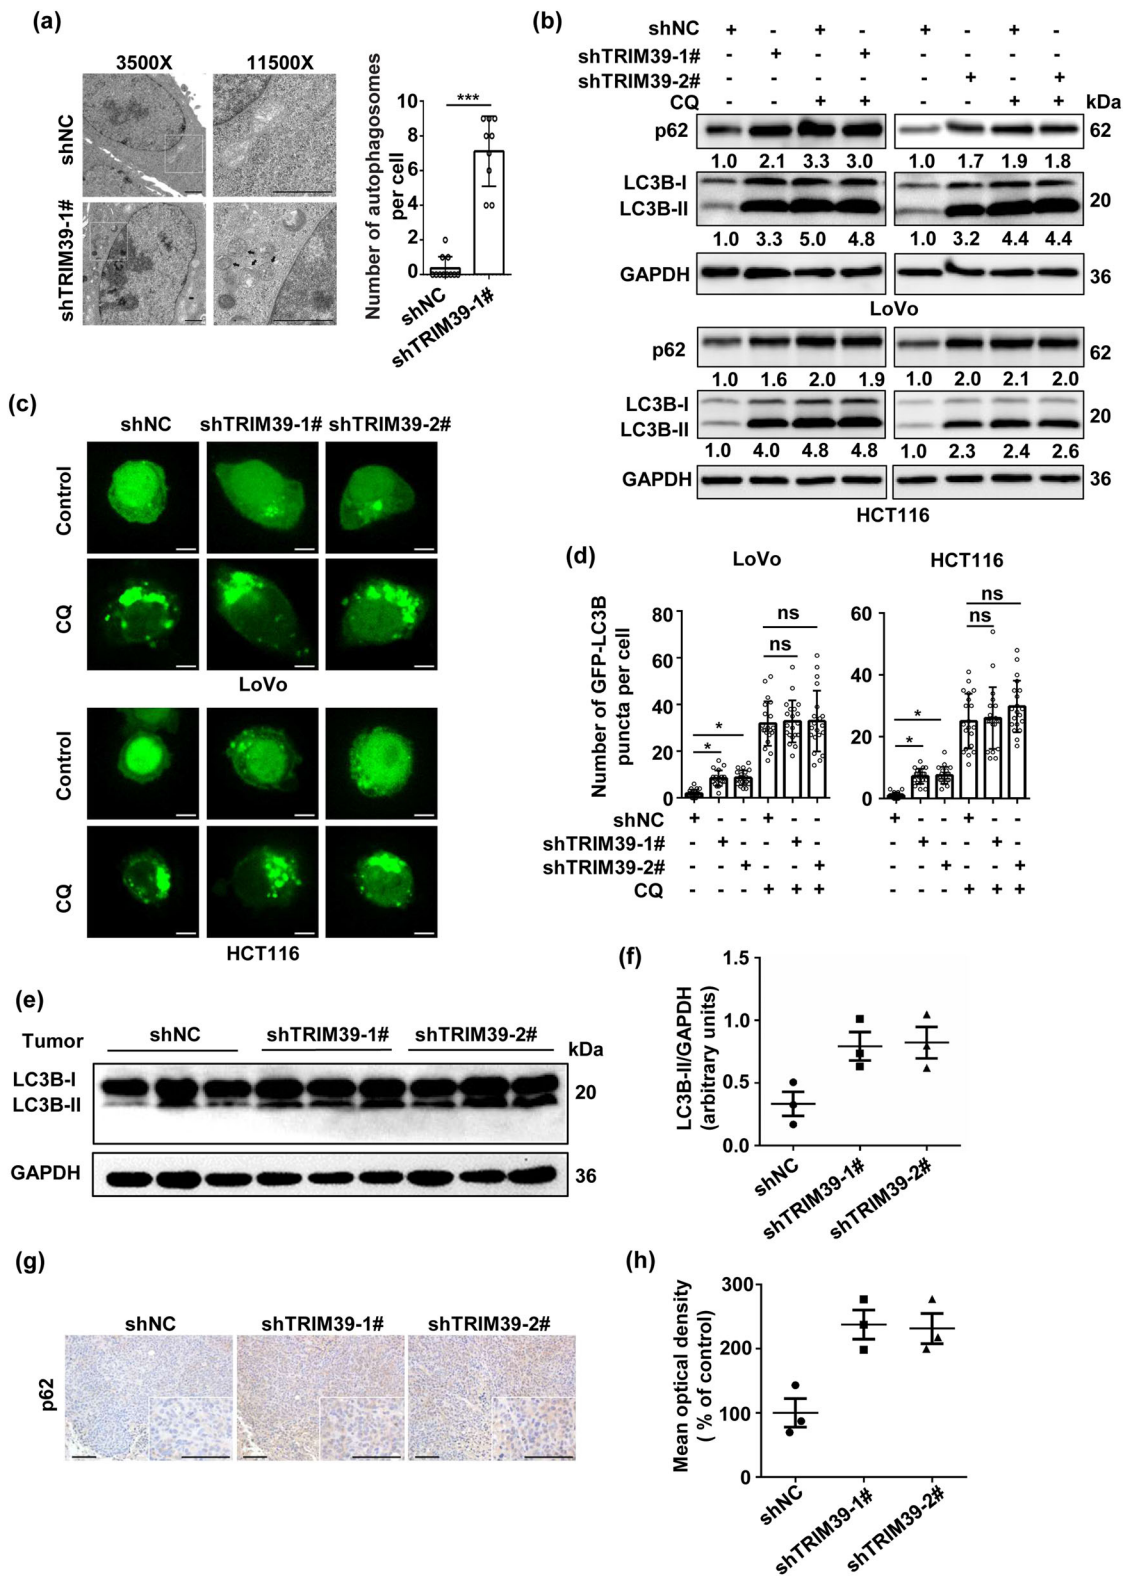 (a)
3500X 11500X
shNC
shTRIM39-1#
Number of autophagosomes
per cell
10
8
6
4
2
0
***
shNC
shTRIM39-1#
(b)
shNC + - + - + - + -
shTRIM39-1# - + - + - - - -
shTRIM39-2# - - - - - + - +
CQ - - + + - - + + kDa
p62 62
1.0 2.1 3.3 3.0 1.0 1.7 1.9 1.8
LC3B-I
LC3B-II 20
1.0 3.3 5.0 4.8 1.0 3.2 4.4 4.4
GAPDH 36
LoVo
p62 62
1.0 1.6 2.0 1.9 1.0 2.0 2.1 2.0
LC3B-I
LC3B-II 20
1.0 4.0 4.8 4.8 1.0 2.3 2.4 2.6
GAPDH 36
HCT116
(c)
shNC shTRIM39-1# shTRIM39-2#
Control
CQ
LoVo
Control
CQ
HCT116
(d)
LoVo HCT116
Number of GFP-LC3B
puncta per cell
80
60
40
20
0
* * ns ns
60
40
20
0
* * ns ns
shNC + - - + - - + - - + - -
shTRIM39-1# - + - - + - - + - - + -
shTRIM39-2# - - + - - + - - + - - +
CQ - - - + + + - - - + + +
(e)
Tumor shNC shTRIM39-1# shTRIM39-2#
kDa
LC3B-I
LC3B-II 20
GAPDH 36
(f)
LC3B-II/GAPDH
(arbitrary units)
1.5
1.0
0.5
0.0
shNC
shTRIM39-1#
shTRIM39-2#
(g)
shNC shTRIM39-1# shTRIM39-2#
p62
(h)
Mean optical density
( % of control)
300
200
100
0
shNC
shTRIM39-1#
shTRIM39-2#